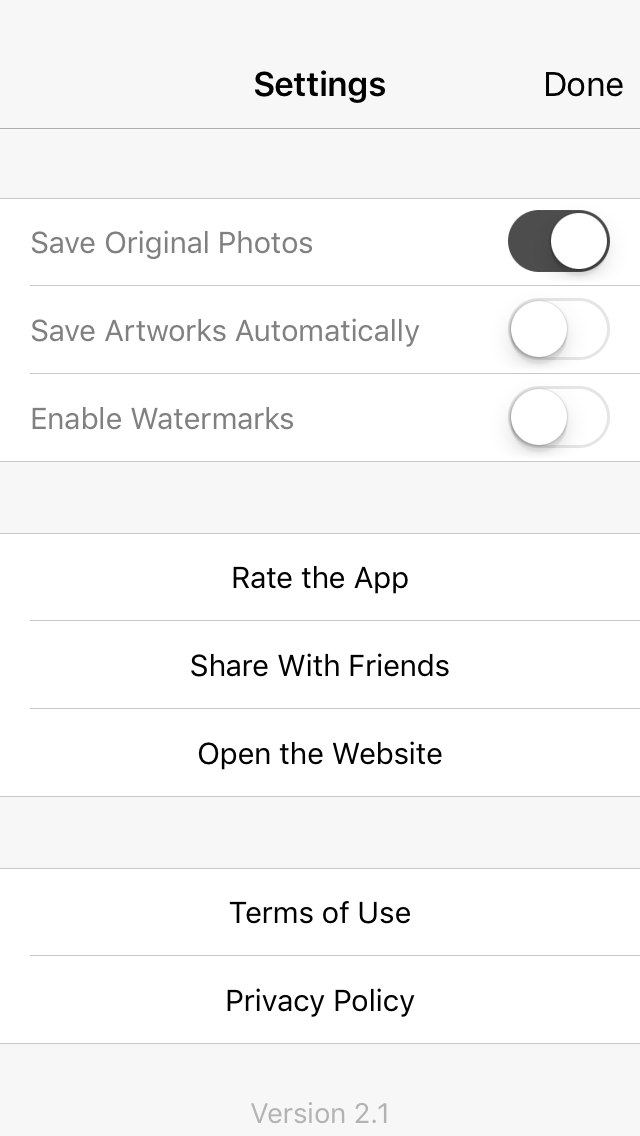 Settings
Done
Save Original Photos
Save Artworks Automatically
Enable Watermarks
Rate the App
Share With Friends
Open the Website
Terms of Use
Privacy Policy
Version 2.1